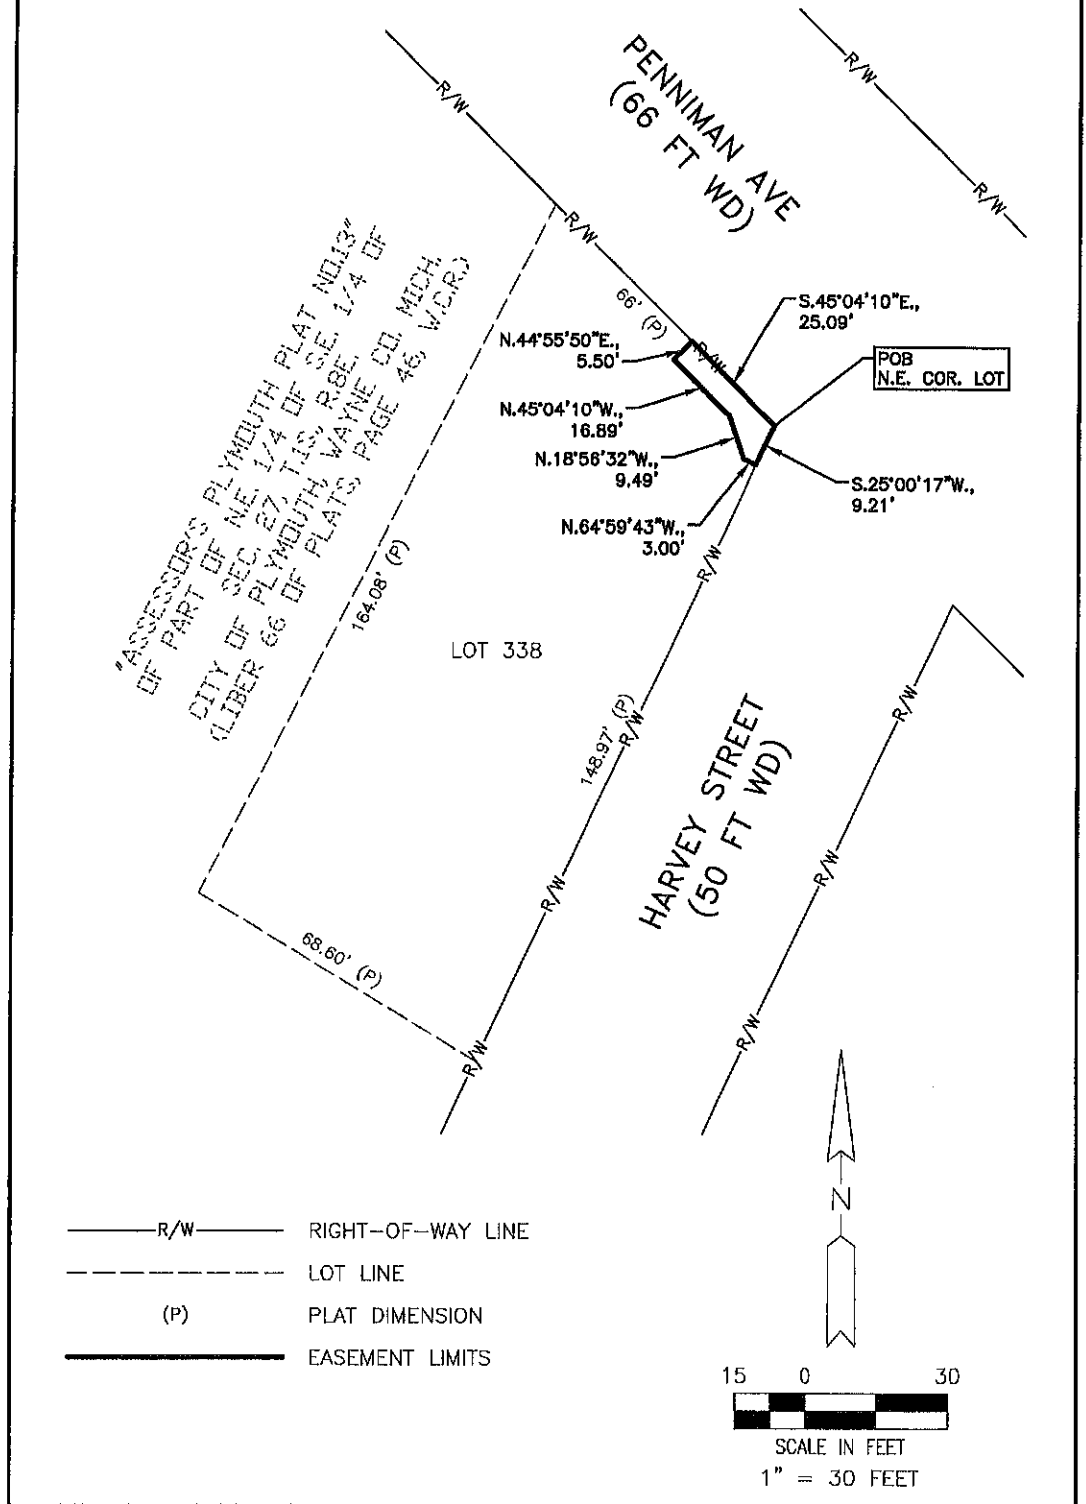 PENNIMAN AVE
(66 FT WD)
R/W
R/W
R/W
R/W
66' (P)
R/W
S.45°04'10"E.,
25.09'
N.44°55'50"E.,
5.50'
POB
N.E. COR. LOT
N.45°04'10"W.,
16.89'
N.18°56'32"W.,
9.49'
S.25°00'17"W.,
9.21'
N.64°59'43"W.,
3.00'
"ASSESSOR'S PLYMOUTH PLAT NO.13"
OF PART OF N.E. 1/4 OF S.E. 1/4 OF
SEC. 27, T.1S., R.8E.
CITY OF PLYMOUTH, WAYNE CO. MICH.
(LIBER 66 OF PLATS, PAGE 46, W.C.R.)
164.08' (P)
LOT 338
R/W
148.97' (P)
R/W
R/W
HARVEY STREET
(50 FT WD)
R/W
R/W
68.60' (P)
R/W
R/W
N
R/W RIGHT-OF-WAY LINE
LOT LINE
(P) PLAT DIMENSION
EASEMENT LIMITS
15 0 30
SCALE IN FEET
1" = 30 FEET